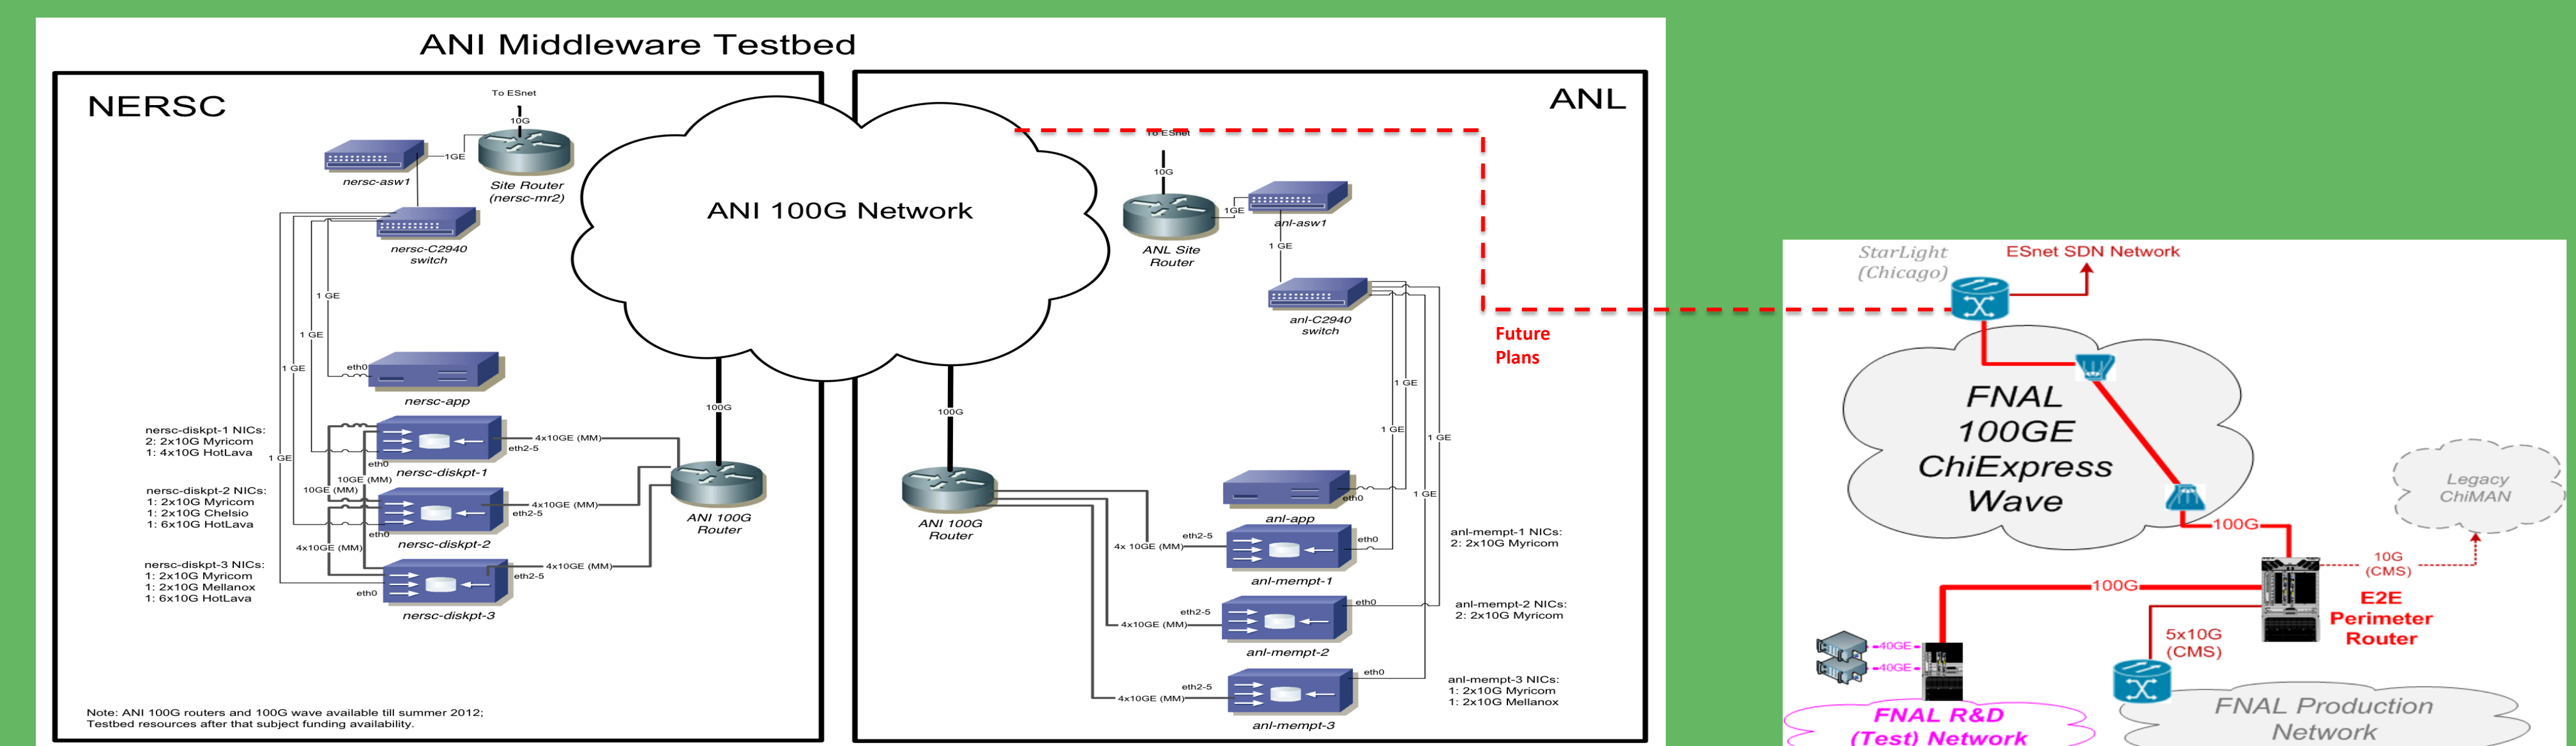 ANI Middleware Testbed
NERSC
To ESnet
10G
1GE
nersc-asw1
Site Router
(nersc-mr2)
nersc-C2940
switch
1 GE
1 GE
1 GE
1 GE
eth0
nersc-app
nersc-diskpt-1 NICs:
2: 2x10G Myricom
1: 4x10G HotLava
4x10GE (MM)
eth2-5
eth0
nersc-diskpt-1
10GE (MM)
10GE (MM)
nersc-diskpt-2 NICs:
1: 2x10G Myricom
1: 2x10G Chelsio
1: 6x10G HotLava
4x10GE (MM)
eth2-5
eth0
nersc-diskpt-2
4x10GE (MM)
nersc-diskpt-3 NICs:
1: 2x10G Myricom
1: 2x10G Mellanox
1: 6x10G HotLava
4x10GE (MM)
eth2-5
eth0
nersc-diskpt-3
100G
ANI 100G
Router
Note: ANI 100G routers and 100G wave available till summer 2012;
Testbed resources after that subject funding availability.
ANI 100G Network
ANL
To ESnet
10G
1GE
anl-asw1
ANL Site
Router
1 GE
anl-C2940
switch
1 GE
1 GE
1 GE
1 GE
100G
ANI 100G
Router
eth0
anl-app
4x 10GE (MM)
eth2-5
eth0
anl-mempt-1
anl-mempt-1 NICs:
2: 2x10G Myricom
4x10GE (MM)
eth2-5
eth0
anl-mempt-2
anl-mempt-2 NICs:
2: 2x10G Myricom
4x10GE (MM)
eth2-5
eth0
anl-mempt-3
anl-mempt-3 NICs:
1: 2x10G Myricom
1: 2x10G Mellanox
Future
Plans
StarLight
(Chicago)
ESnet SDN Network
FNAL
100GE
ChiExpress
Wave
Legacy
ChiMAN
100G
10G
(CMS)
100G
E2E
Perimeter
Router
5x10G
(CMS)
40GE
40GE
FNAL R&D
(Test) Network
FNAL Production
Network